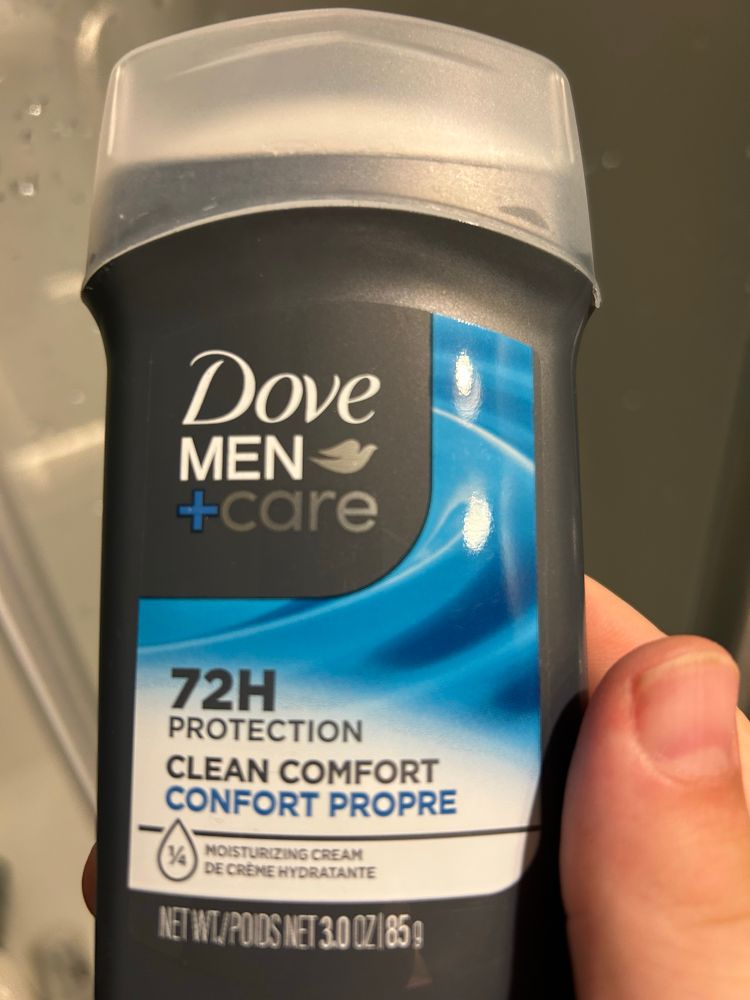 Dove
MEN
+care
72H
PROTECTION
CLEAN COMFORT
CONFORT PROPRE
1/4 MOISTURIZING CREAM
DE CRÈME HYDRATANTE
NET WT./POIDS NET 3.0 OZ|85g